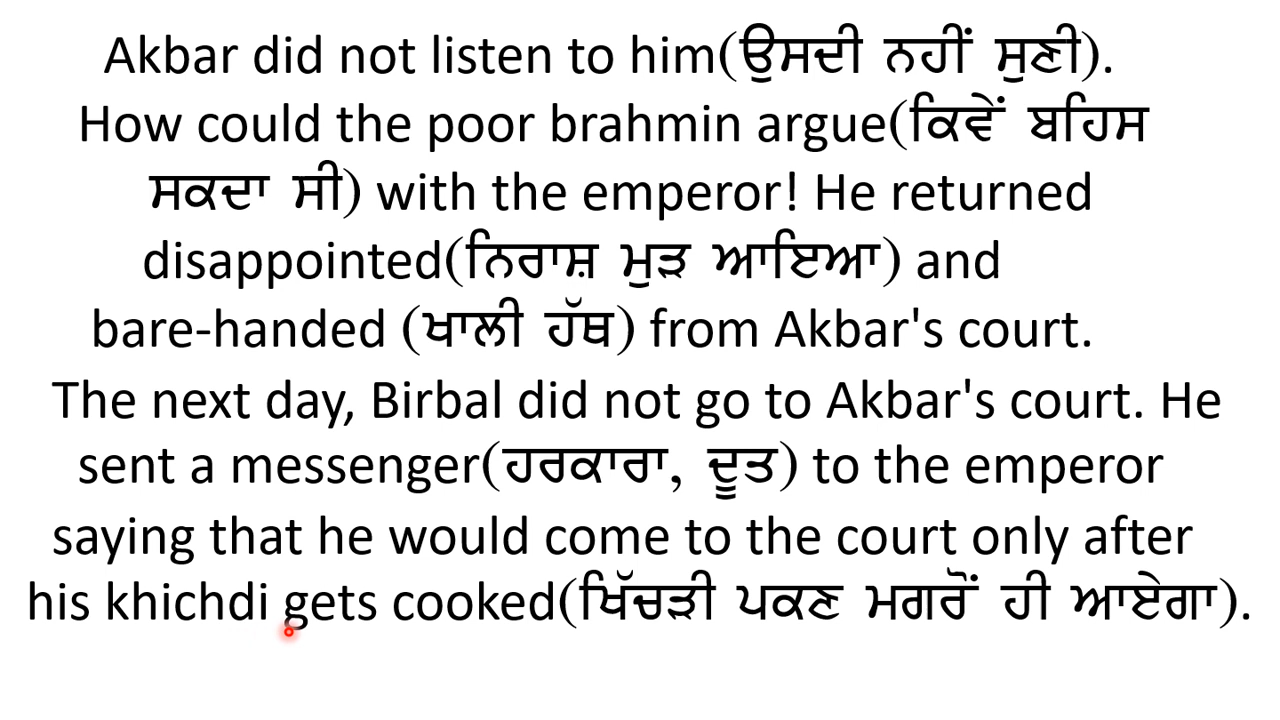 Akbar did not listen to him(ਉਸਦੀ ਨਹੀਂ ਸੁਣੀ).
How could the poor brahmin argue(ਕਿਵੇਂ ਬਹਿਸ
ਸਕਦਾ ਸੀ) with the emperor! He returned
disappointed(ਨਿਰਾਸ਼ ਮੁੜ ਆਇਆ) and
bare-handed (ਖਾਲੀ ਹੱਥ) from Akbar's court.
The next day, Birbal did not go to Akbar's court. He
sent a messenger(ਹਰਕਾਰਾ, ਦੂਤ) to the emperor
saying that he would come to the court only after
his khichdi gets cooked(ਖਿੱਚੜੀ ਪਕਣ ਮਗਰੋਂ ਹੀ ਆਏਗਾ).